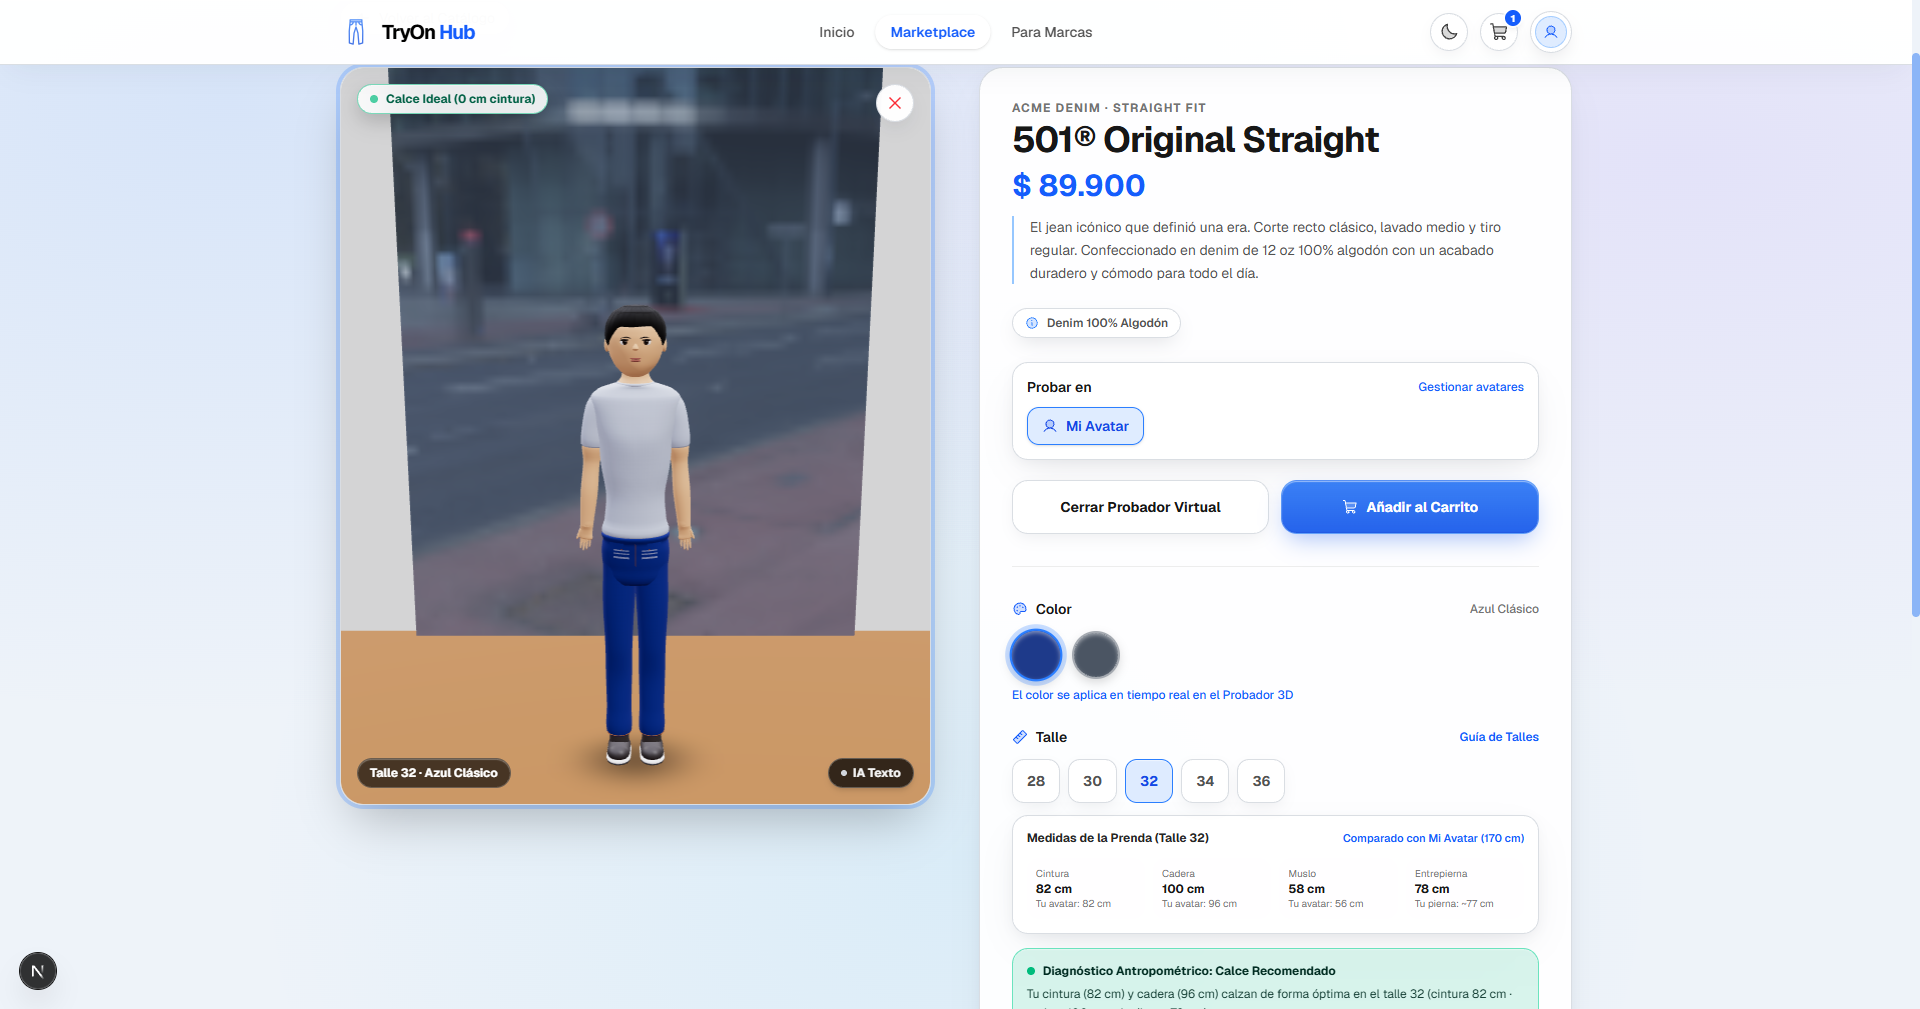 TryOn Hub
Inicio
Marketplace
Para Marcas
1
Calce Ideal (0 cm cintura)
Talle 32 · Azul Clásico
IA Texto
ACME DENIM · STRAIGHT FIT
501® Original Straight
$ 89.900
El jean icónico que definió una era. Corte recto clásico, lavado medio y tiro
regular. Confeccionado en denim de 12 oz 100% algodón con un acabado
duradero y cómodo para todo el día.
Denim 100% Algodón
Probar en
Gestionar avatares
Mi Avatar
Cerrar Probador Virtual
Añadir al Carrito
Color
Azul Clásico
El color se aplica en tiempo real en el Probador 3D
Talle
Guía de Talles
28
30
32
34
36
Medidas de la Prenda (Talle 32)
Comparado con Mi Avatar (170 cm)
Cintura
82 cm
Tu avatar: 82 cm
Cadera
100 cm
Tu avatar: 96 cm
Muslo
58 cm
Tu avatar: 56 cm
Entrepierna
78 cm
Tu pierna: ~77 cm
Diagnóstico Antropométrico: Calce Recomendado
Tu cintura (82 cm) y cadera (96 cm) calzan de forma óptima en el talle 32 (cintura 82 cm ·
N